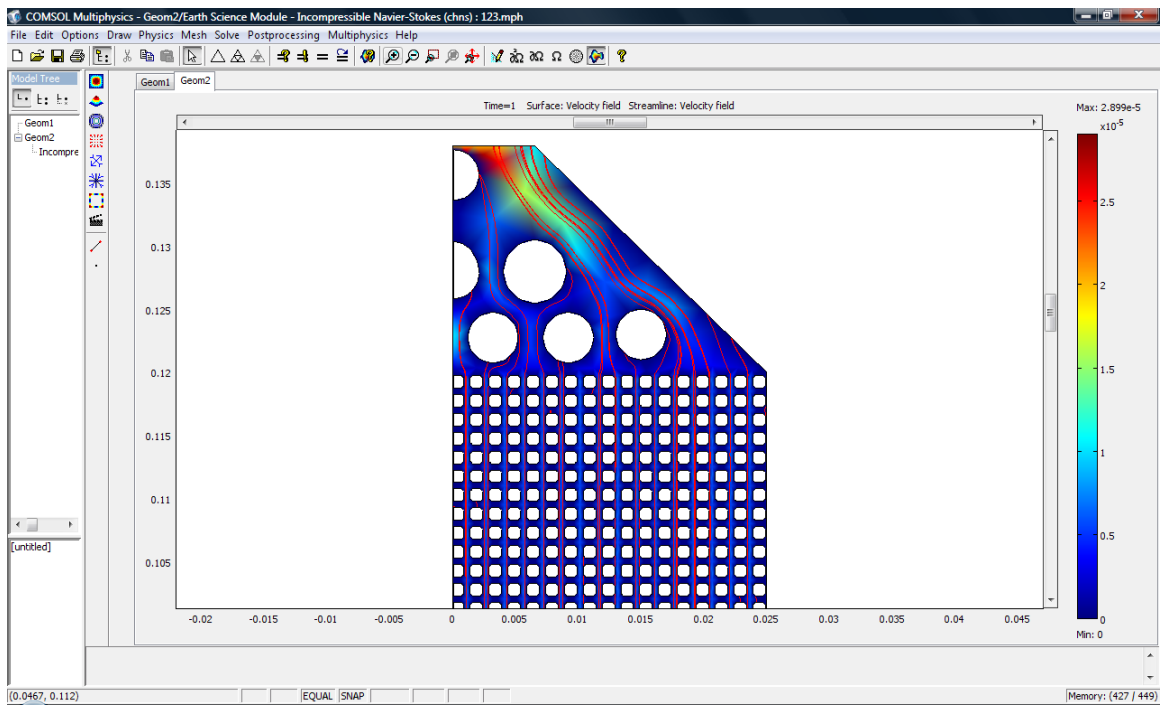 COMSOL Multiphysics - Geom2/Earth Science Module - Incompressible Navier-Stokes (chns) : 123.mph
File Edit Options Draw Physics Mesh Solve Postprocessing Multiphysics Help
Model Tree
Geom1
Geom2
Incompre
Geom1 Geom2
Time=1 Surface: Velocity field Streamline: Velocity field
Max: 2.899e-5
x10-5
0.135
0.13
0.125
0.12
0.115
0.11
0.105
-0.02 -0.015 -0.01 -0.005 0 0.005 0.01 0.015 0.02 0.025 0.03 0.035 0.04 0.045
2.5
2
1.5
1
0.5
0
Min: 0
[untitled]
(0.0467, 0.112) EQUAL SNAP Memory: (427 / 449)